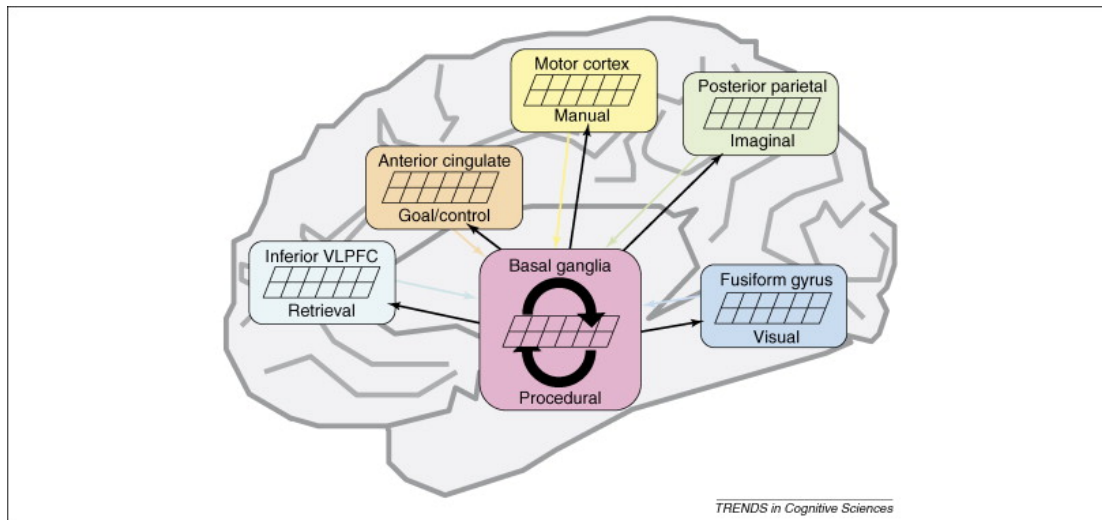 Motor cortex
Manual
Posterior parietal
Imaginal
Anterior cingulate
Goal/control
Inferior VLPFC
Retrieval
Basal ganglia
Procedural
Fusiform gyrus
Visual
TRENDS in Cognitive Sciences